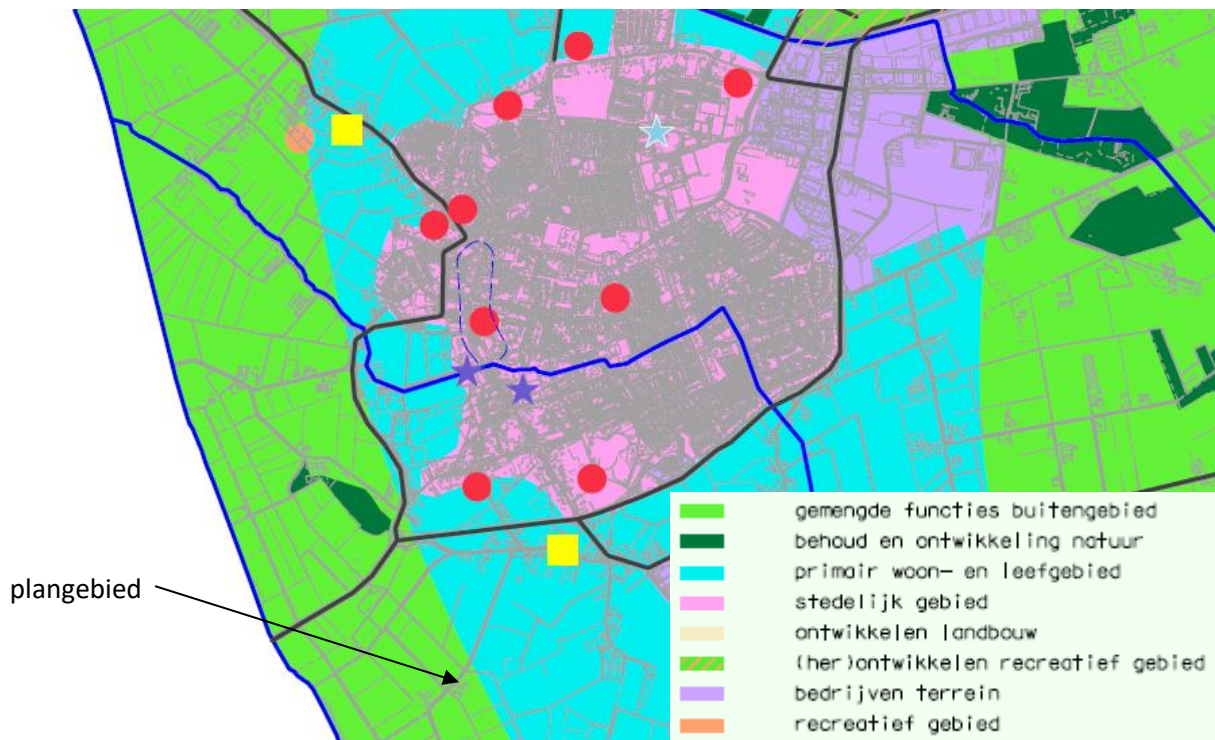 plangebied
gemengde functies buitengebied
behoud en ontwikkeling natuur
primair woon- en leefgebied
stedelijk gebied
ontwikkelen landbouw
(her)ontwikkelen recreatief gebied
bedrijven terrein
recreatief gebied